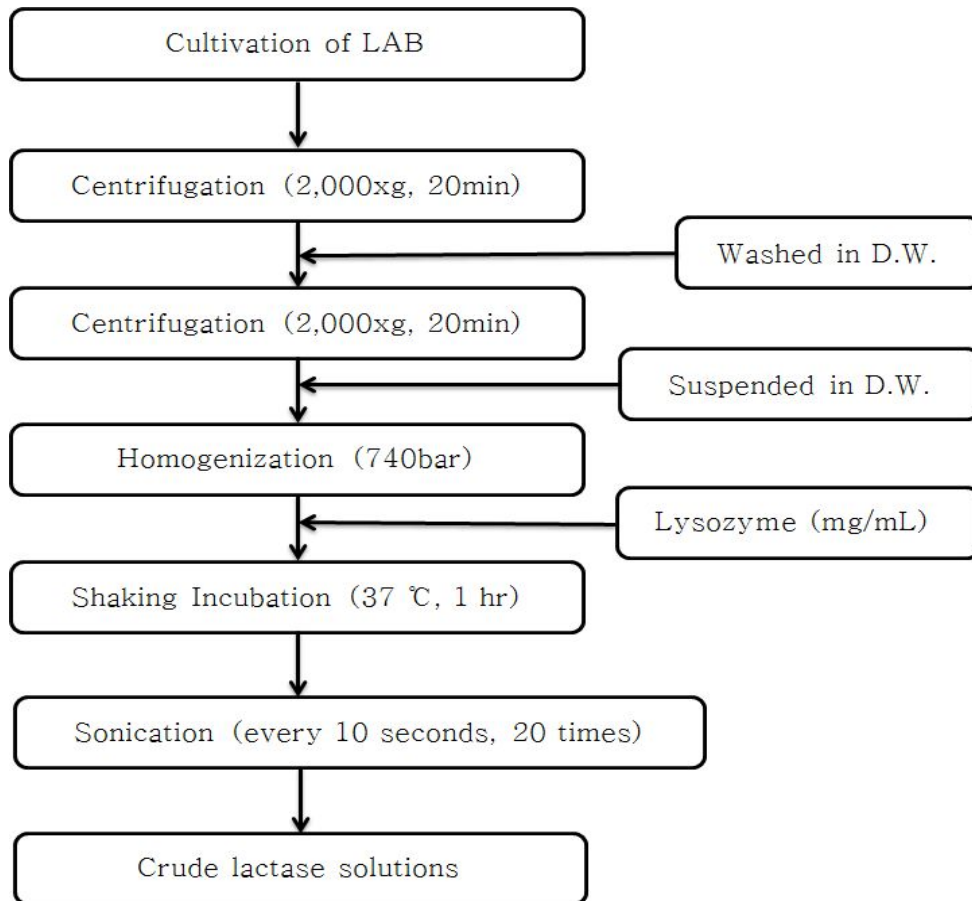 Cultivation of LAB
Centrifugation (2,000xg, 20min)
Washed in D.W.
Centrifugation (2,000xg, 20min)
Suspended in D.W.
Homogenization (740bar)
Lysozyme (mg/mL)
Shaking Incubation (37 ℃, 1 hr)
Sonication (every 10 seconds, 20 times)
Crude lactase solutions